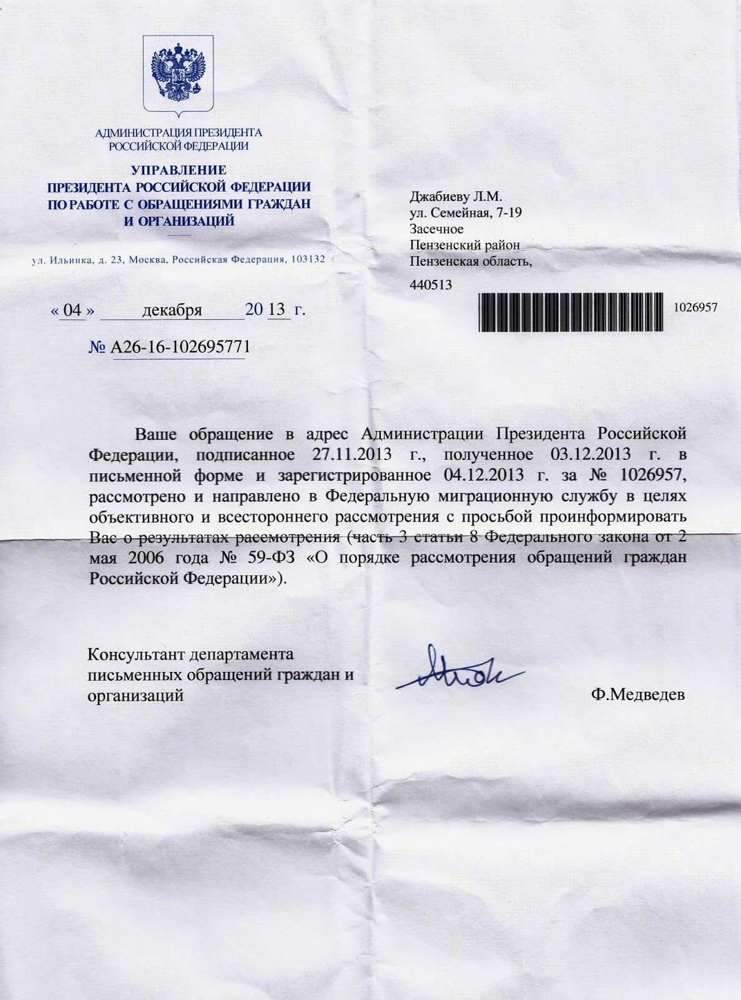 АДМИНИСТРАЦИЯ ПРЕЗИДЕНТА
РОССИЙСКОЙ ФЕДЕРАЦИИ
УПРАВЛЕНИЕ
ПРЕЗИДЕНТА РОССИЙСКОЙ ФЕДЕРАЦИИ
ПО РАБОТЕ С ОБРАЩЕНИЯМИ ГРАЖДАН
И ОРГАНИЗАЦИЙ
ул. Ильинка, д. 23, Москва, Российская Федерация, 103132
« 04 » декабря 20 13 г.
№ А26-16-102695771
Джабиеву Л.М.
ул. Семейная, 7-19
Засечное
Пензенский район
Пензенская область,
440513
1026957
Ваше обращение в адрес Администрации Президента Российской
Федерации, подписанное 27.11.2013 г., полученное 03.12.2013 г. в
письменной форме и зарегистрированное 04.12.2013 г. за № 1026957,
рассмотрено и направлено в Федеральную миграционную службу в целях
объективного и всестороннего рассмотрения с просьбой проинформировать
Вас о результатах рассмотрения (часть 3 статьи 8 Федерального закона от 2
мая 2006 года № 59-ФЗ «О порядке рассмотрения обращений граждан
Российской Федерации»).
Консультант департамента
письменных обращений граждан и
организаций
Ф.Медведев